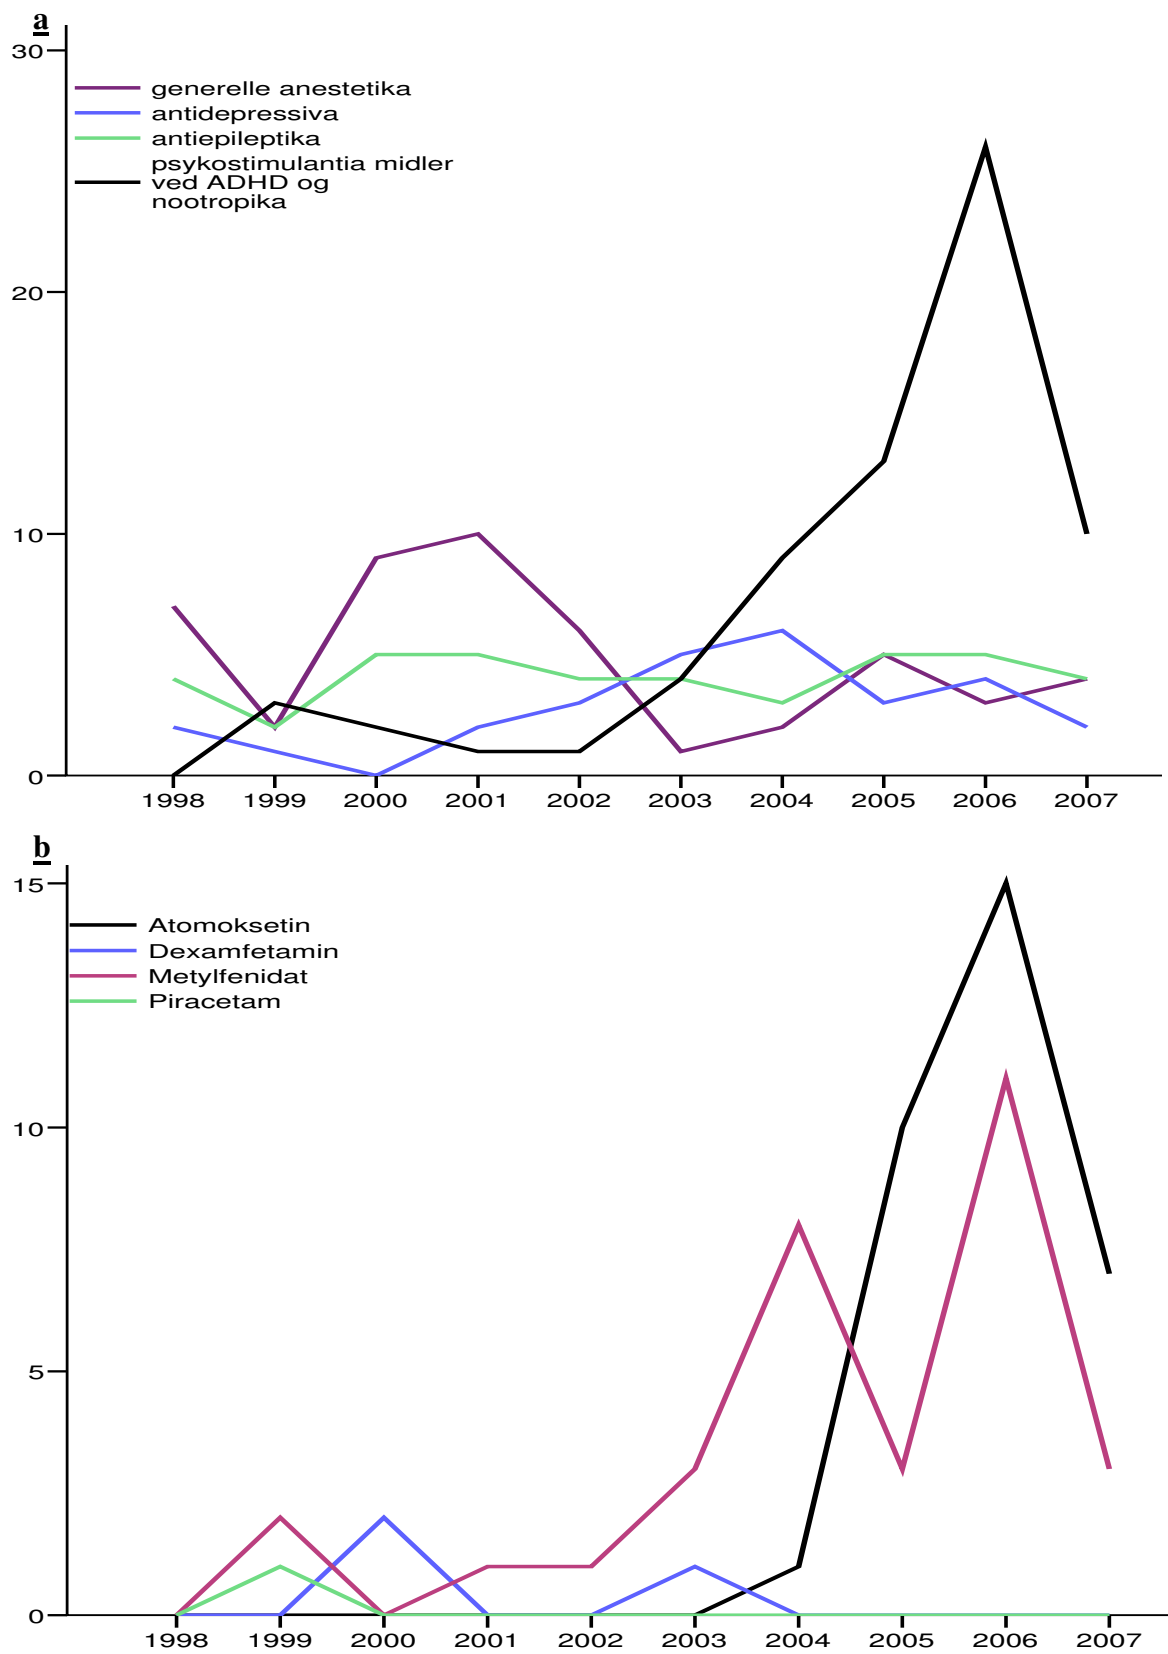 a
30
generelle anestetika
antidepressiva
antiepileptika
psykostimulantia midler
ved ADHD og
nootropika
20
10
0
1998 1999 2000 2001 2002 2003 2004 2005 2006 2007
b
15
Atomoksetin
Dexamfetamin
Metylfenidat
Piracetam
10
5
0
1998 1999 2000 2001 2002 2003 2004 2005 2006 2007